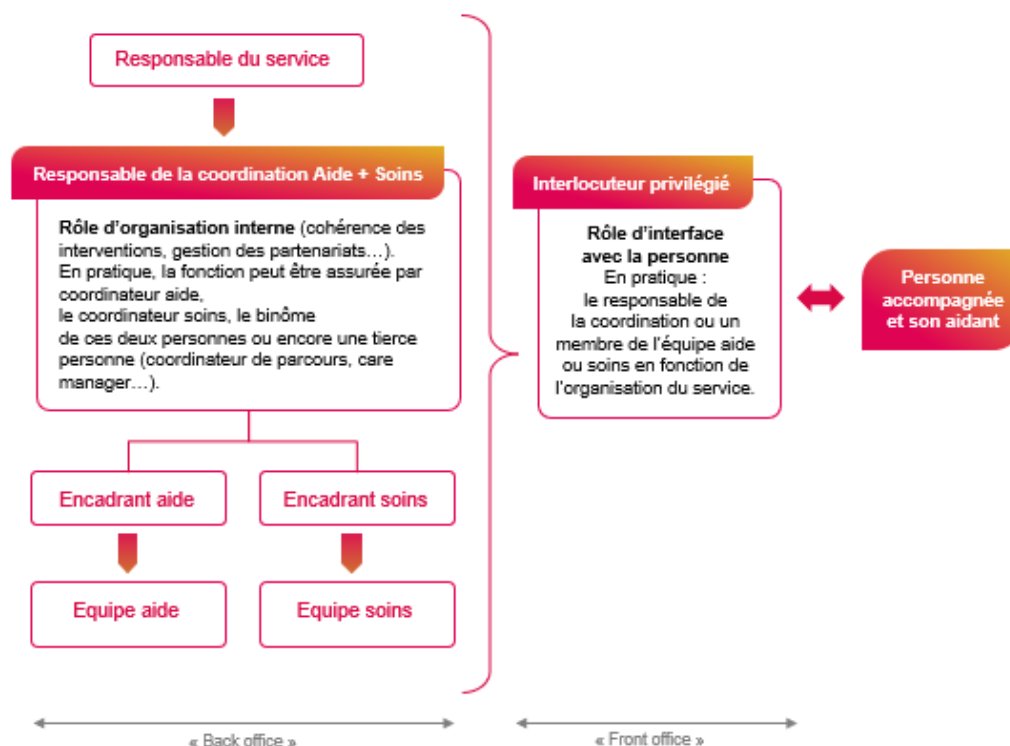 Responsable du service
Responsable de la coordination Aide + Soins
Rôle d'organisation interne (cohérence des
interventions, gestion des partenariats…).
En pratique, la fonction peut être assurée par
coordinateur aide,
le coordinateur soins, le binôme
de ces deux personnes ou encore une tierce
personne (coordinateur de parcours, care
manager…).
Encadrant aide
Encadrant soins
Equipe aide
Equipe soins
« Back office »
Interlocuteur privilégié
Rôle d'interface
avec la personne
En pratique :
le responsable de
la coordination ou un
membre de l'équipe aide
ou soins en fonction de
l'organisation du service.
« Front office »
Personne
accompagnée
et son aidant